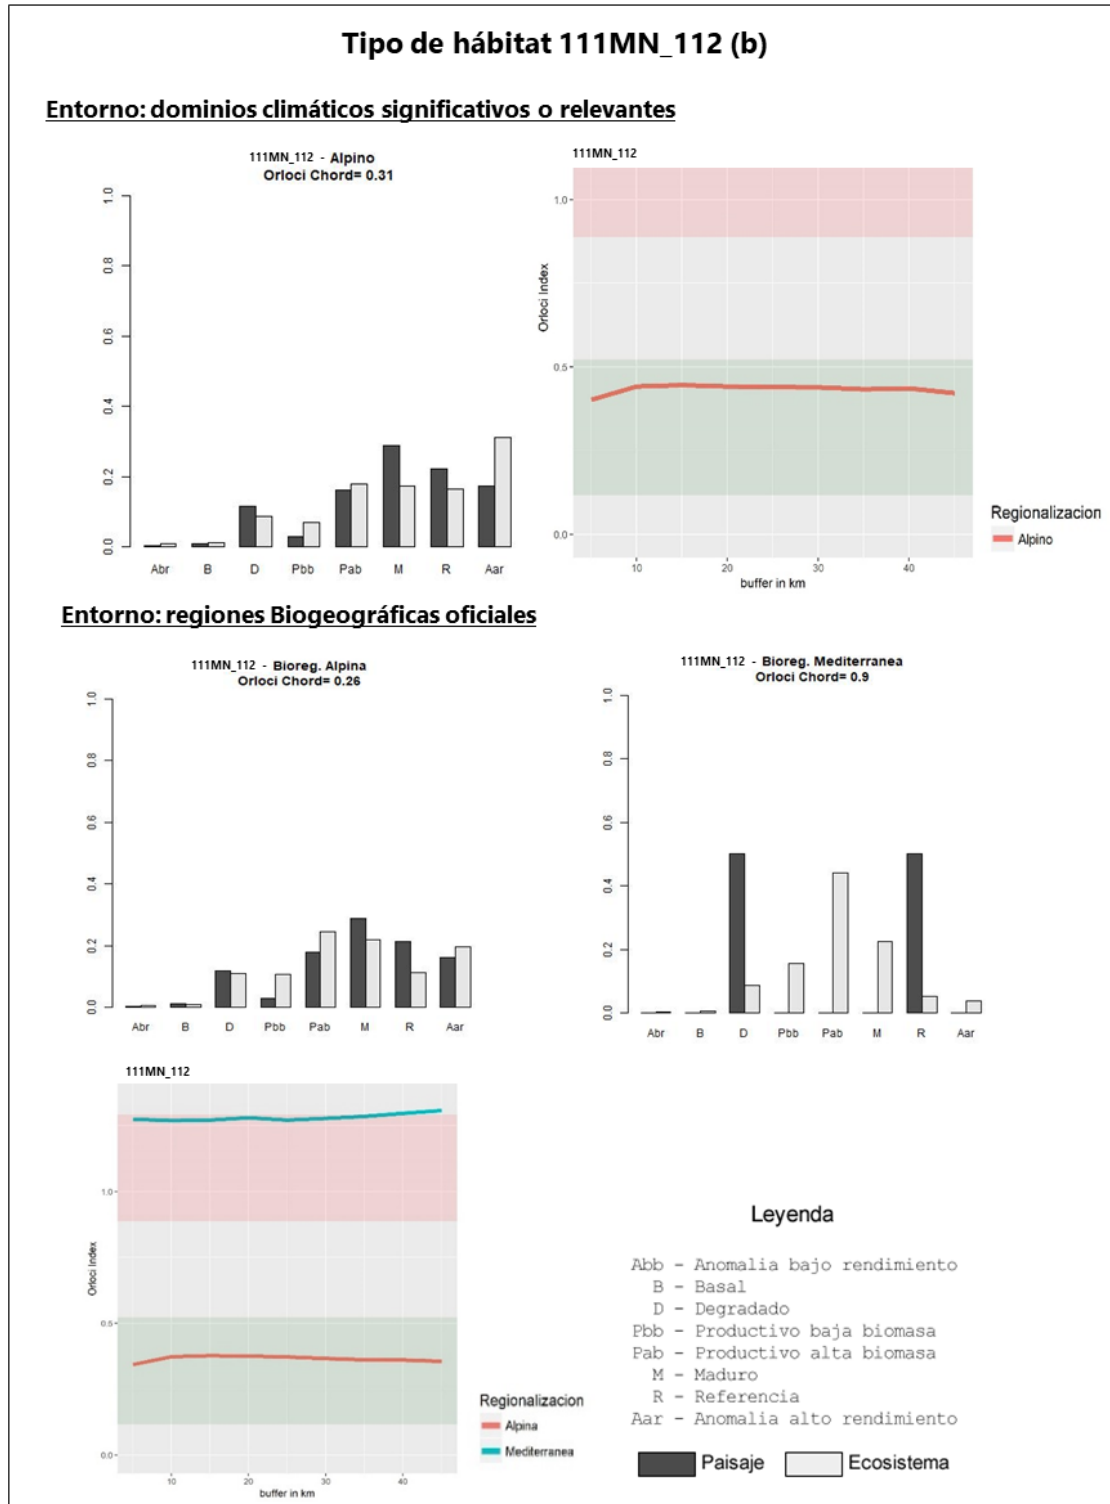 Tipo de hábitat 111MN_112 (b)
Entorno: dominios climáticos significativos o relevantes
111MN_112 - Alpino
Orloci Chord= 0.31
1.0
0.8
0.6
0.4
0.2
0.0
Abr B D Pbb Pab M R Aar
111MN_112
Orloci Index
1.0
0.5
0.0
10 20 30 40
buffer in km
Regionalizacion
Alpino
Entorno: regiones Biogeográficas oficiales
111MN_112 - Bioreg. Alpina
Orloci Chord= 0.26
1.0
0.8
0.6
0.4
0.2
0.0
Abr B D Pbb Pab M R Aar
111MN_112 - Bioreg. Mediterranea
Orloci Chord= 0.9
1.0
0.8
0.6
0.4
0.2
0.0
Abr B D Pbb Pab M R Aar
111MN_112
Orloci Index
1.0
0.5
0.0
10 20 30 40
buffer in km
Regionalizacion
Alpina
Mediterranea
Leyenda
Abb - Anomalia bajo rendimiento
B - Basal
D - Degradado
Pbb - Productivo baja biomasa
Pab - Productivo alta biomasa
M - Maduro
R - Referencia
Aar - Anomalia alto rendimiento
Paisaje Ecosistema